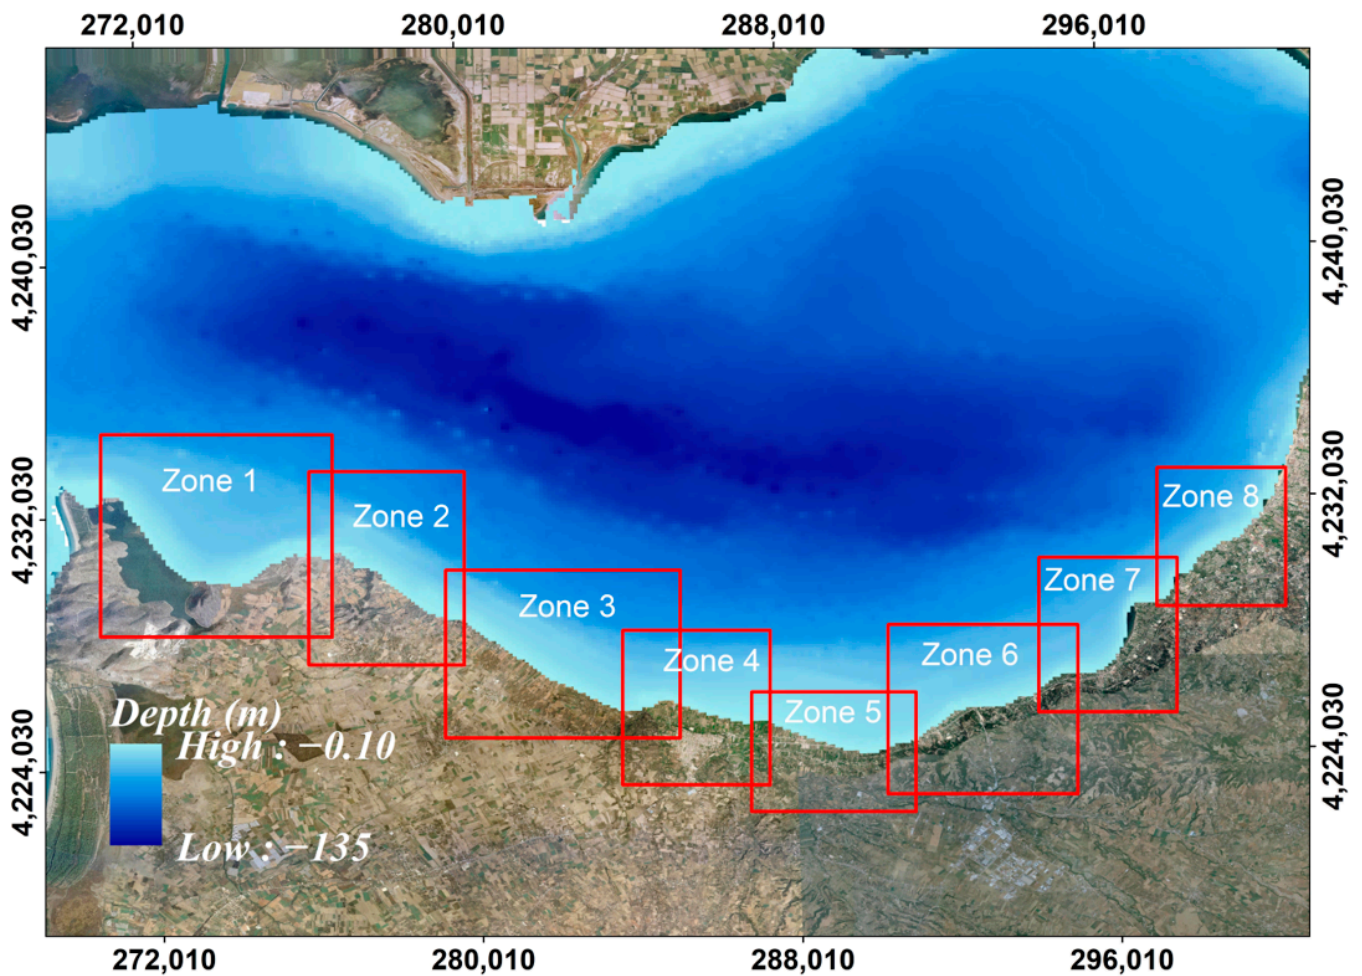 272,010 280,010 288,010 296,010
4,240,030 4,240,030
Zone 1
4,232,030 Zone 2 Zone 8 4,232,030
Zone 7
Zone 3
Zone 4 Zone 6
Zone 5
Depth (m)
High : −0.10
4,224,030 4,224,030
Low : −135
272,010 280,010 288,010 296,010